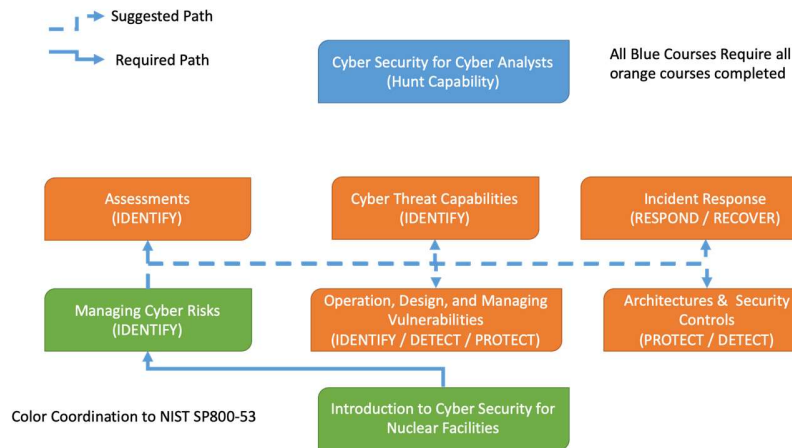 Suggested Path
Required Path
Cyber Security for Cyber Analysts
(Hunt Capability)
All Blue Courses Require all
orange courses completed
Assessments
(IDENTIFY)
Cyber Threat Capabilities
(IDENTIFY)
Incident Response
(RESPOND / RECOVER)
Managing Cyber Risks
(IDENTIFY)
Operation, Design, and Managing
Vulnerabilities
(IDENTIFY / DETECT / PROTECT)
Architectures & Security
Controls
(PROTECT / DETECT)
Color Coordination to NIST SP800-53
Introduction to Cyber Security for
Nuclear Facilities